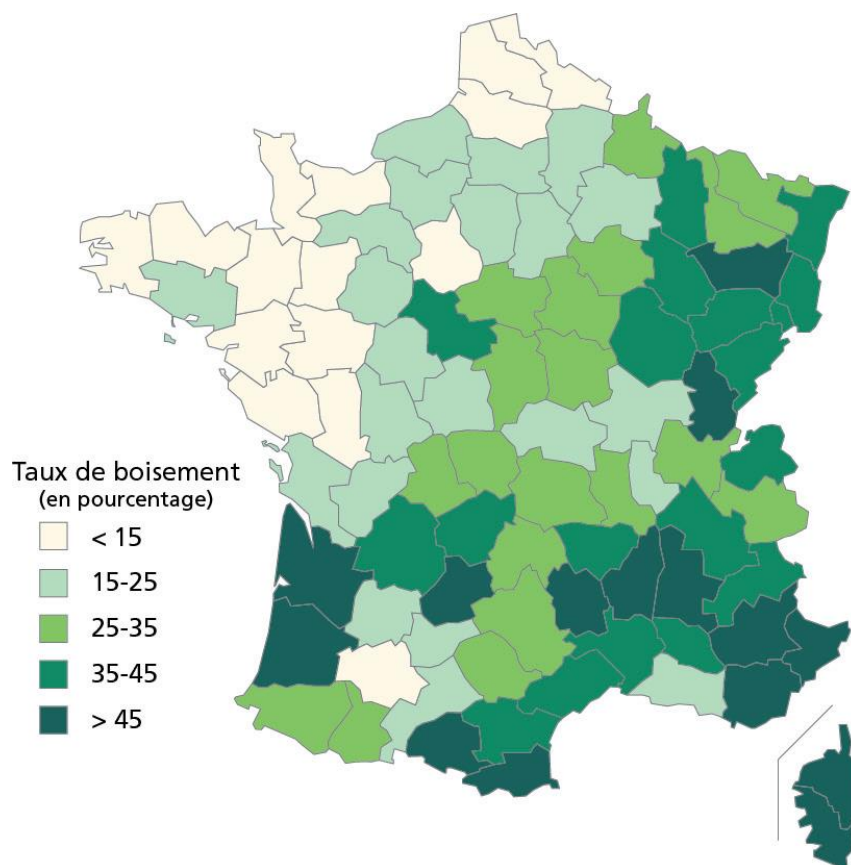 Taux de boisement
(en pourcentage)
< 15
15-25
25-35
35-45
> 45